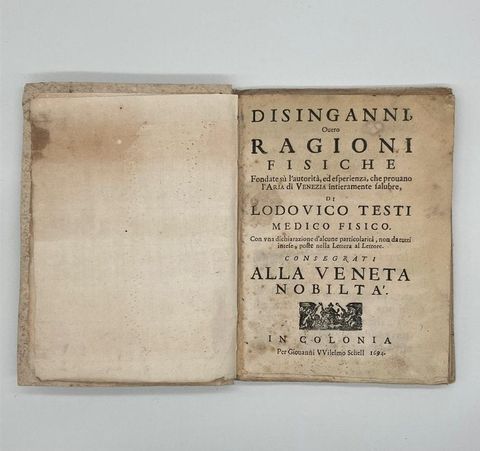 DISINGANNI,
Overo
RAGIONI
FISICHE
Fondate sù l'autorità, ed esperienza, che prouano
l'ARIA di VENEZIA intieramente salubre,
DI
LODOVICO TESTI
MEDICO FISICO.
Con vna dichiarazione d'alcune particolarità, non da tutti
intese, poste nella Lettera al Lettore.
CONSEGRATI
ALLA VENETA
NOBILTA'.
IN COLONIA
Per Giouanni VVilelmo Schell 1694.